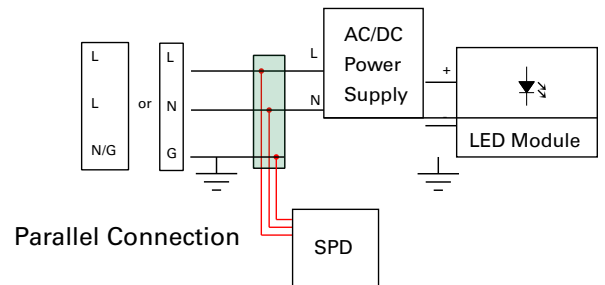 L
L
N/G
or
L
N
G
L
N
AC/DC
Power
Supply
+
-
LED Module
Parallel Connection
SPD